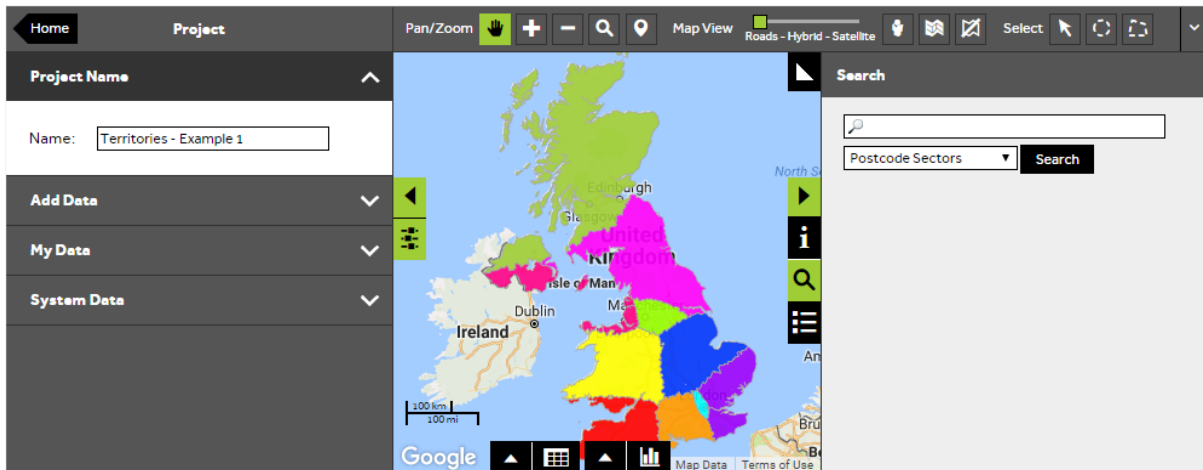 Home
Project
Pan/Zoom
Map View
Roads - Hybrid - Satellite
Select
Project Name
Name: Territories - Example 1
Add Data
My Data
System Data
Search
Postcode Sectors
Search
North S
Edinburgh
Glasgow
United
Kingdom
Isle of Man
Dublin
Ireland
100 km
100 mi
Google
Map Data
Terms of Use